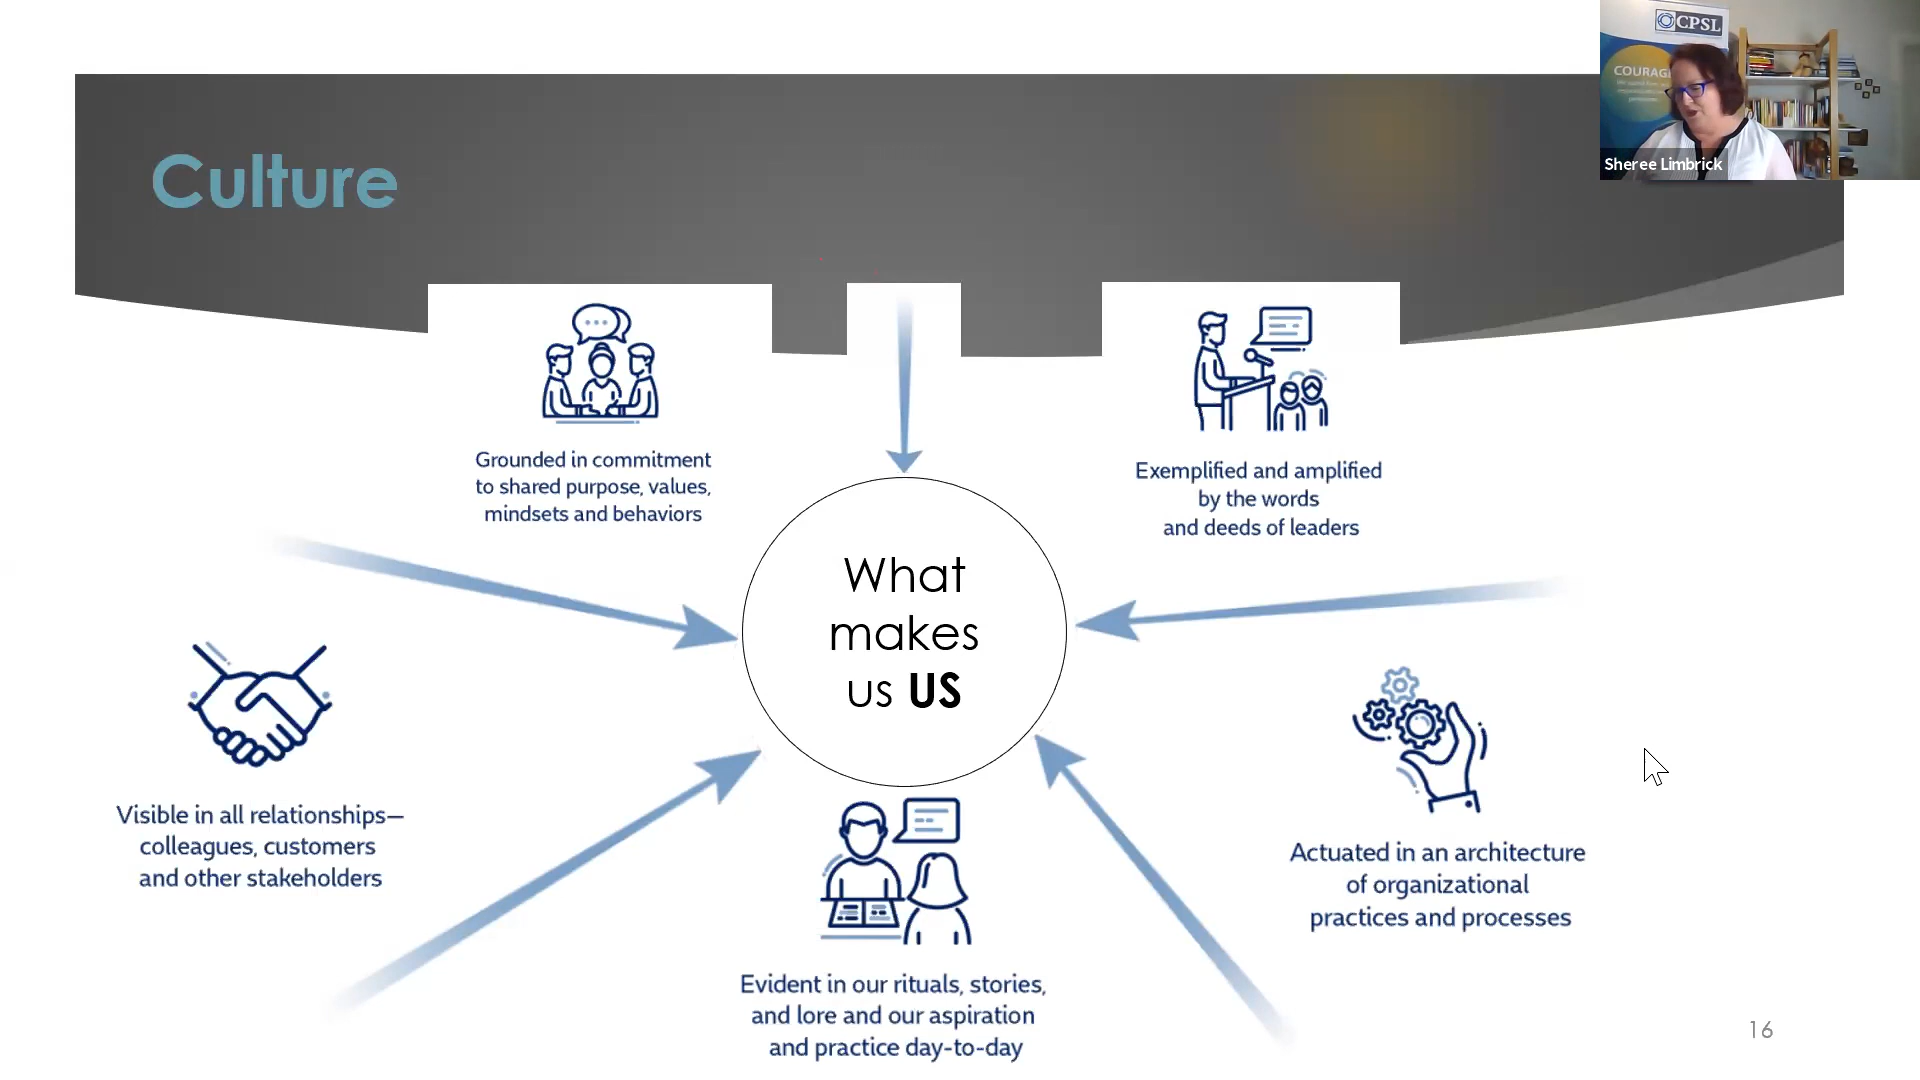 Culture
CPSL
COURAG
Sheree Limbrick
Grounded in commitment
to shared purpose, values,
mindsets and behaviors
Exemplified and amplified
by the words
and deeds of leaders
What
makes
us US
Visible in all relationships—
colleagues, customers
and other stakeholders
Actuated in an architecture
of organizational
practices and processes
Evident in our rituals, stories,
and lore and our aspiration
and practice day-to-day
16